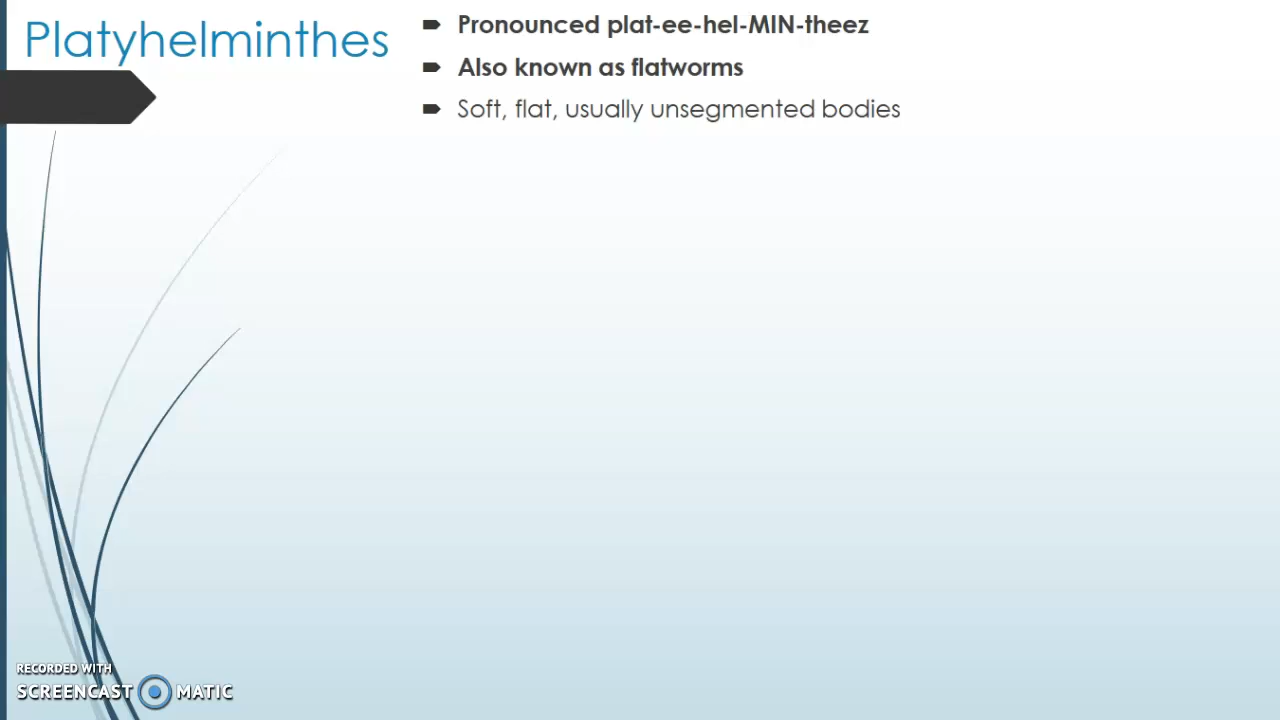 Platyhelminthes
Pronounced plat-ee-hel-MIN-theez
Also known as flatworms
Soft, flat, usually unsegmented bodies
RECORDED WITH
SCREENCAST MATIC